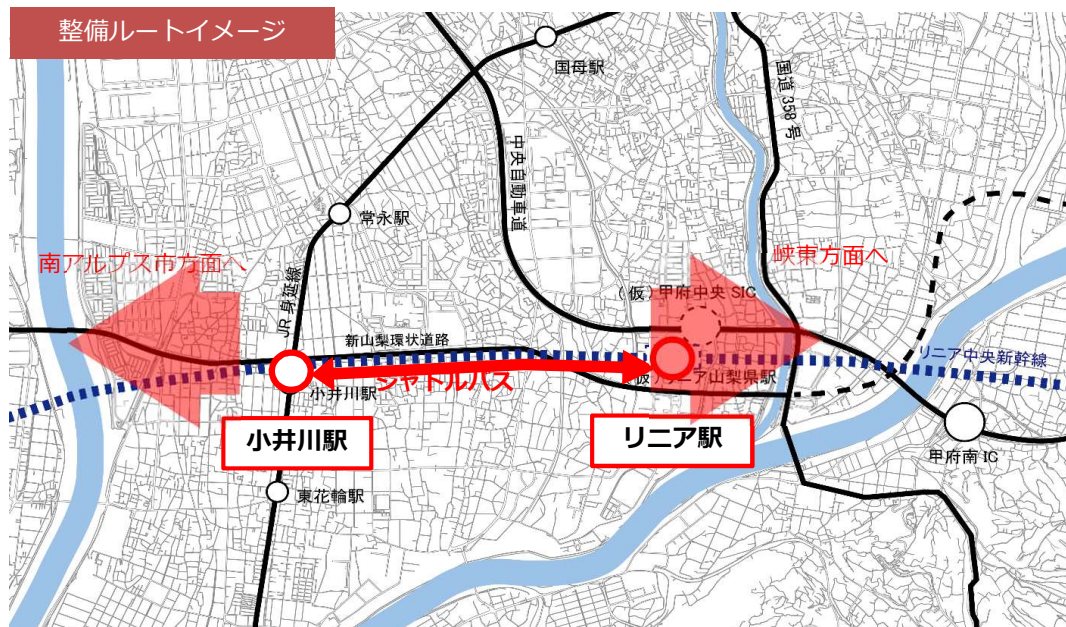 整備ルートイメージ
国母駅
国道358号
中央自動車道
常永駅
南アルプス市方面へ
峡東方面へ
(仮)甲府中央SIC
JR身延線
新山梨環状道路
リニア中央新幹線
シャトルバス
(仮)リニア山梨県駅
小井川駅
小井川駅
リニア駅
甲府南IC
東花輪駅